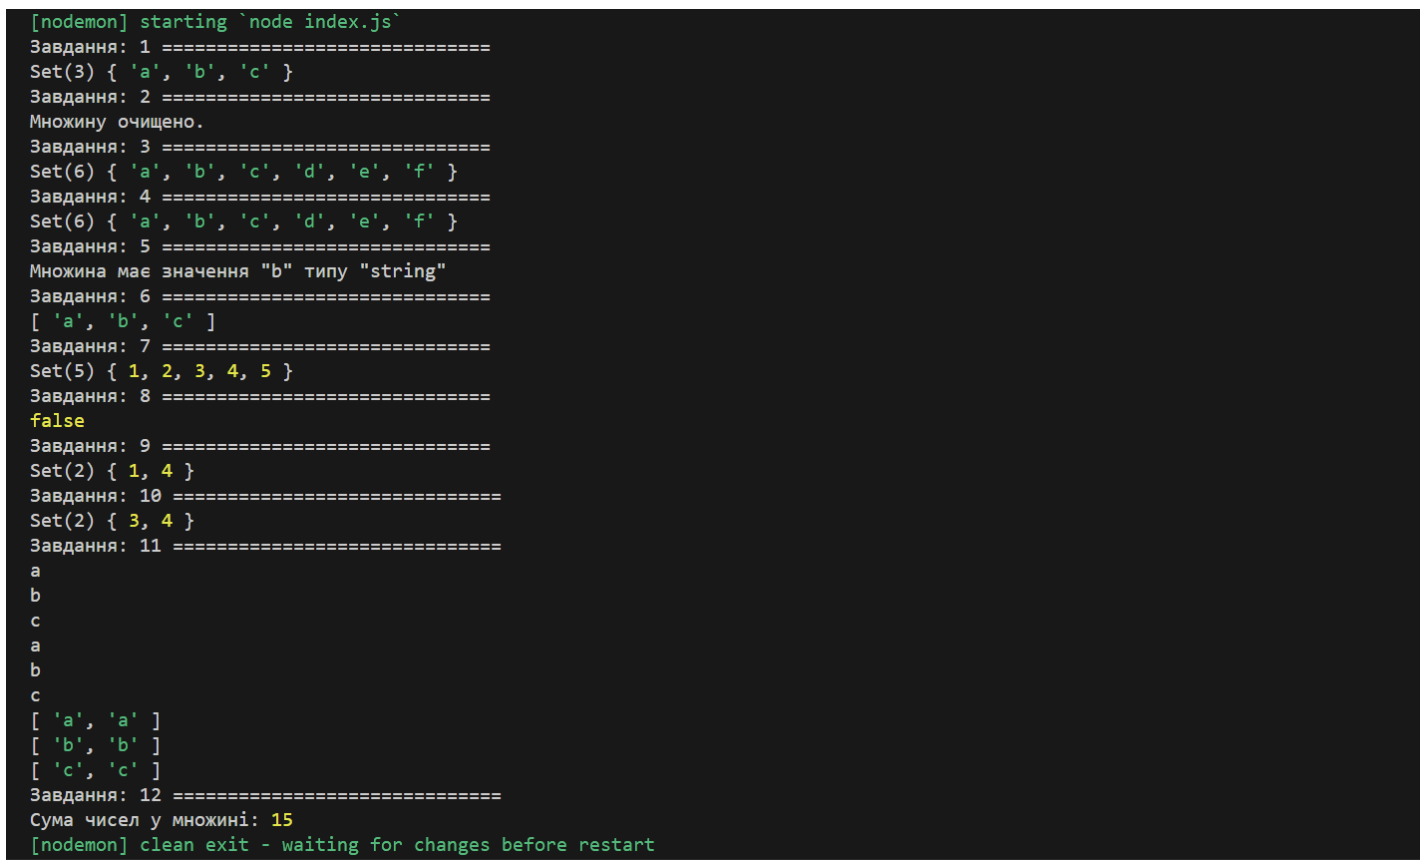 [nodemon] starting `node index.js`
Завдання: 1 ==============================
Set(3) { 'a', 'b', 'c' }
Завдання: 2 ==============================
Множину очищено.
Завдання: 3 ==============================
Set(6) { 'a', 'b', 'c', 'd', 'e', 'f' }
Завдання: 4 ==============================
Set(6) { 'a', 'b', 'c', 'd', 'e', 'f' }
Завдання: 5 ==============================
Множина має значення "b" типу "string"
Завдання: 6 ==============================
[ 'a', 'b', 'c' ]
Завдання: 7 ==============================
Set(5) { 1, 2, 3, 4, 5 }
Завдання: 8 ==============================
false
Завдання: 9 ==============================
Set(2) { 1, 4 }
Завдання: 10 ==============================
Set(2) { 3, 4 }
Завдання: 11 ==============================
a
b
c
a
b
c
[ 'a', 'a' ]
[ 'b', 'b' ]
[ 'c', 'c' ]
Завдання: 12 ==============================
Сума чисел у множині: 15
[nodemon] clean exit - waiting for changes before restart